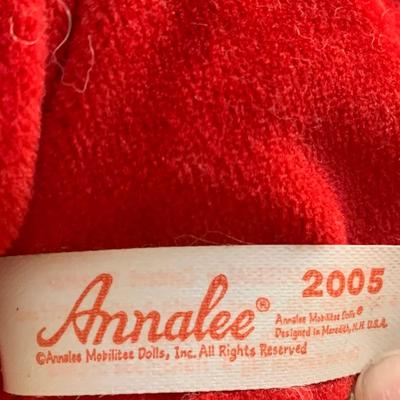 Annalee®
2005
Annalee Mobilitee Dolls®
Designed in Meredith, N.H. U.S.A.
©Annalee Mobilitee Dolls, Inc. All Rights Reserved